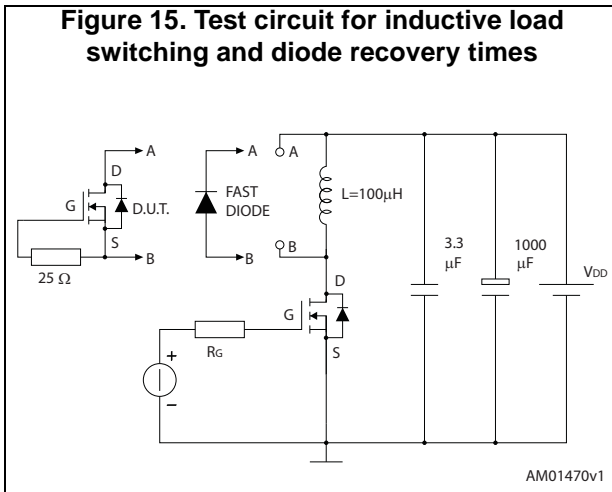 Figure 15. Test circuit for inductive load
switching and diode recovery times
A
D
G
D.U.T.
S
B
25 Ω
A
FAST
DIODE
B
A
L=100µH
B
D
G
S
RG
+
–
3.3
µF
1000
µF
VDD
AM01470v1